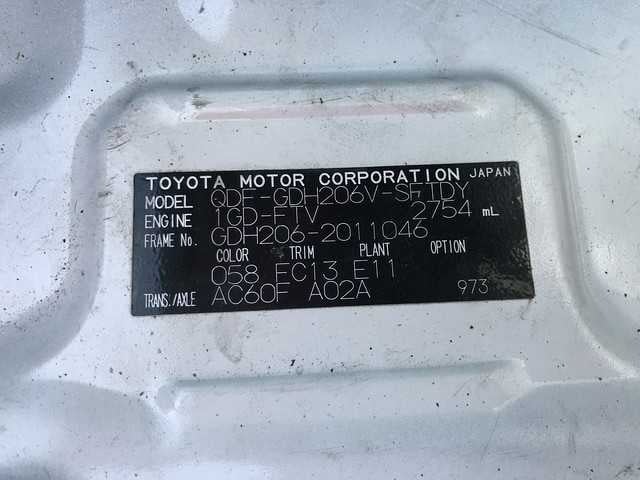 TOYOTA MOTOR CORPORATION JAPAN
MODEL QDF-GDH206V-SFTDY
ENGINE 1GD-FTV 2754 mL
FRAME No. GDH206-2011046
COLOR TRIM PLANT OPTION
058 FC13 E11
TRANS./AXLE AC60F A02A 973